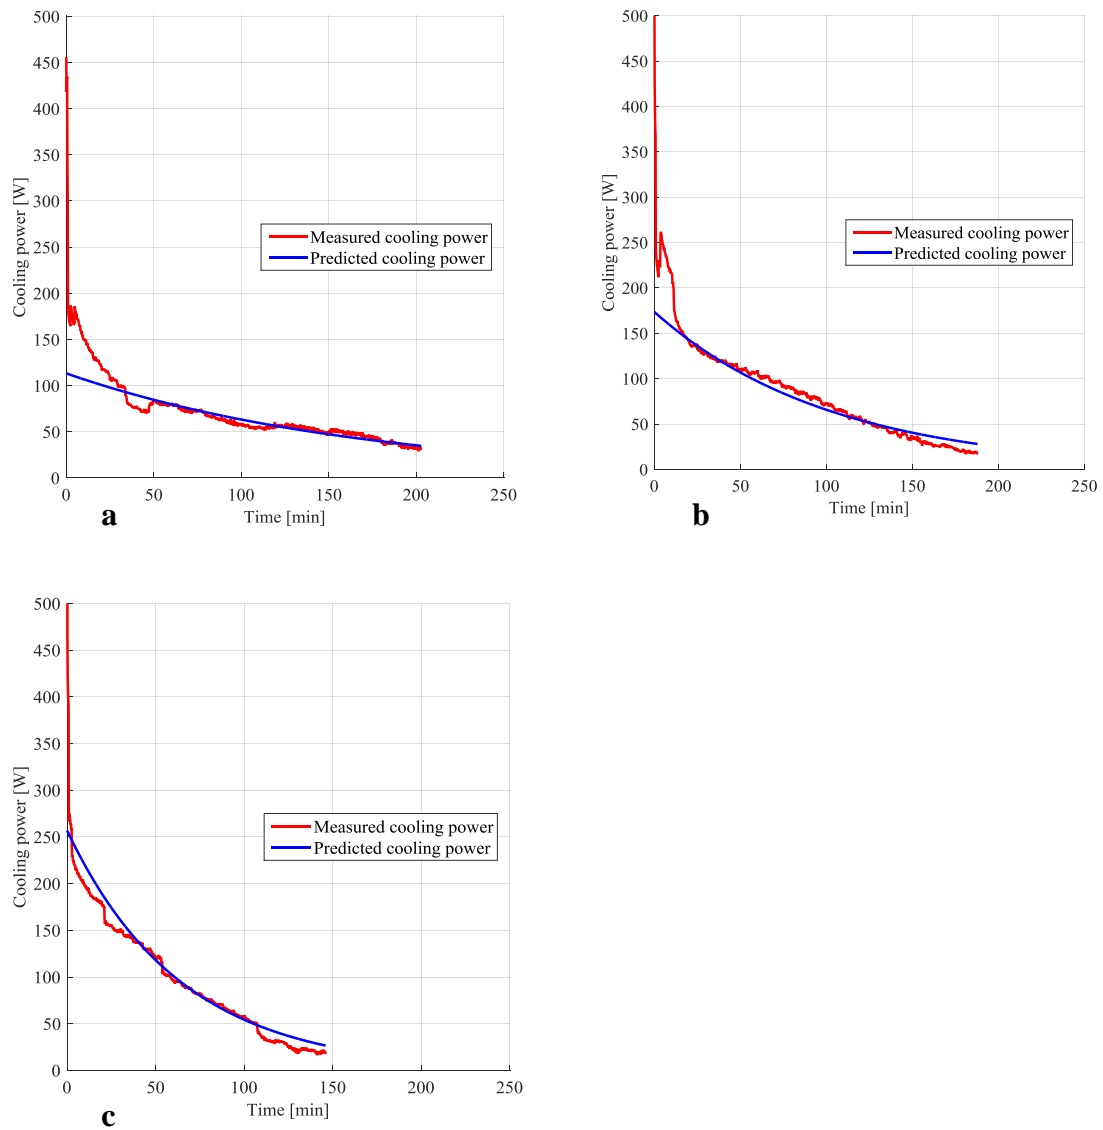 500
450
400
350
300
250
200
150
100
50
0
Cooling power [W]
Measured cooling power
Predicted cooling power
0 50 100 150 200 250
Time [min]
a
500
450
400
350
300
250
200
150
100
50
0
Cooling power [W]
Measured cooling power
Predicted cooling power
0 50 100 150 200 250
Time [min]
b
500
450
400
350
300
250
200
150
100
50
0
Cooling power [W]
Measured cooling power
Predicted cooling power
0 50 100 150 200 250
Time [min]
c